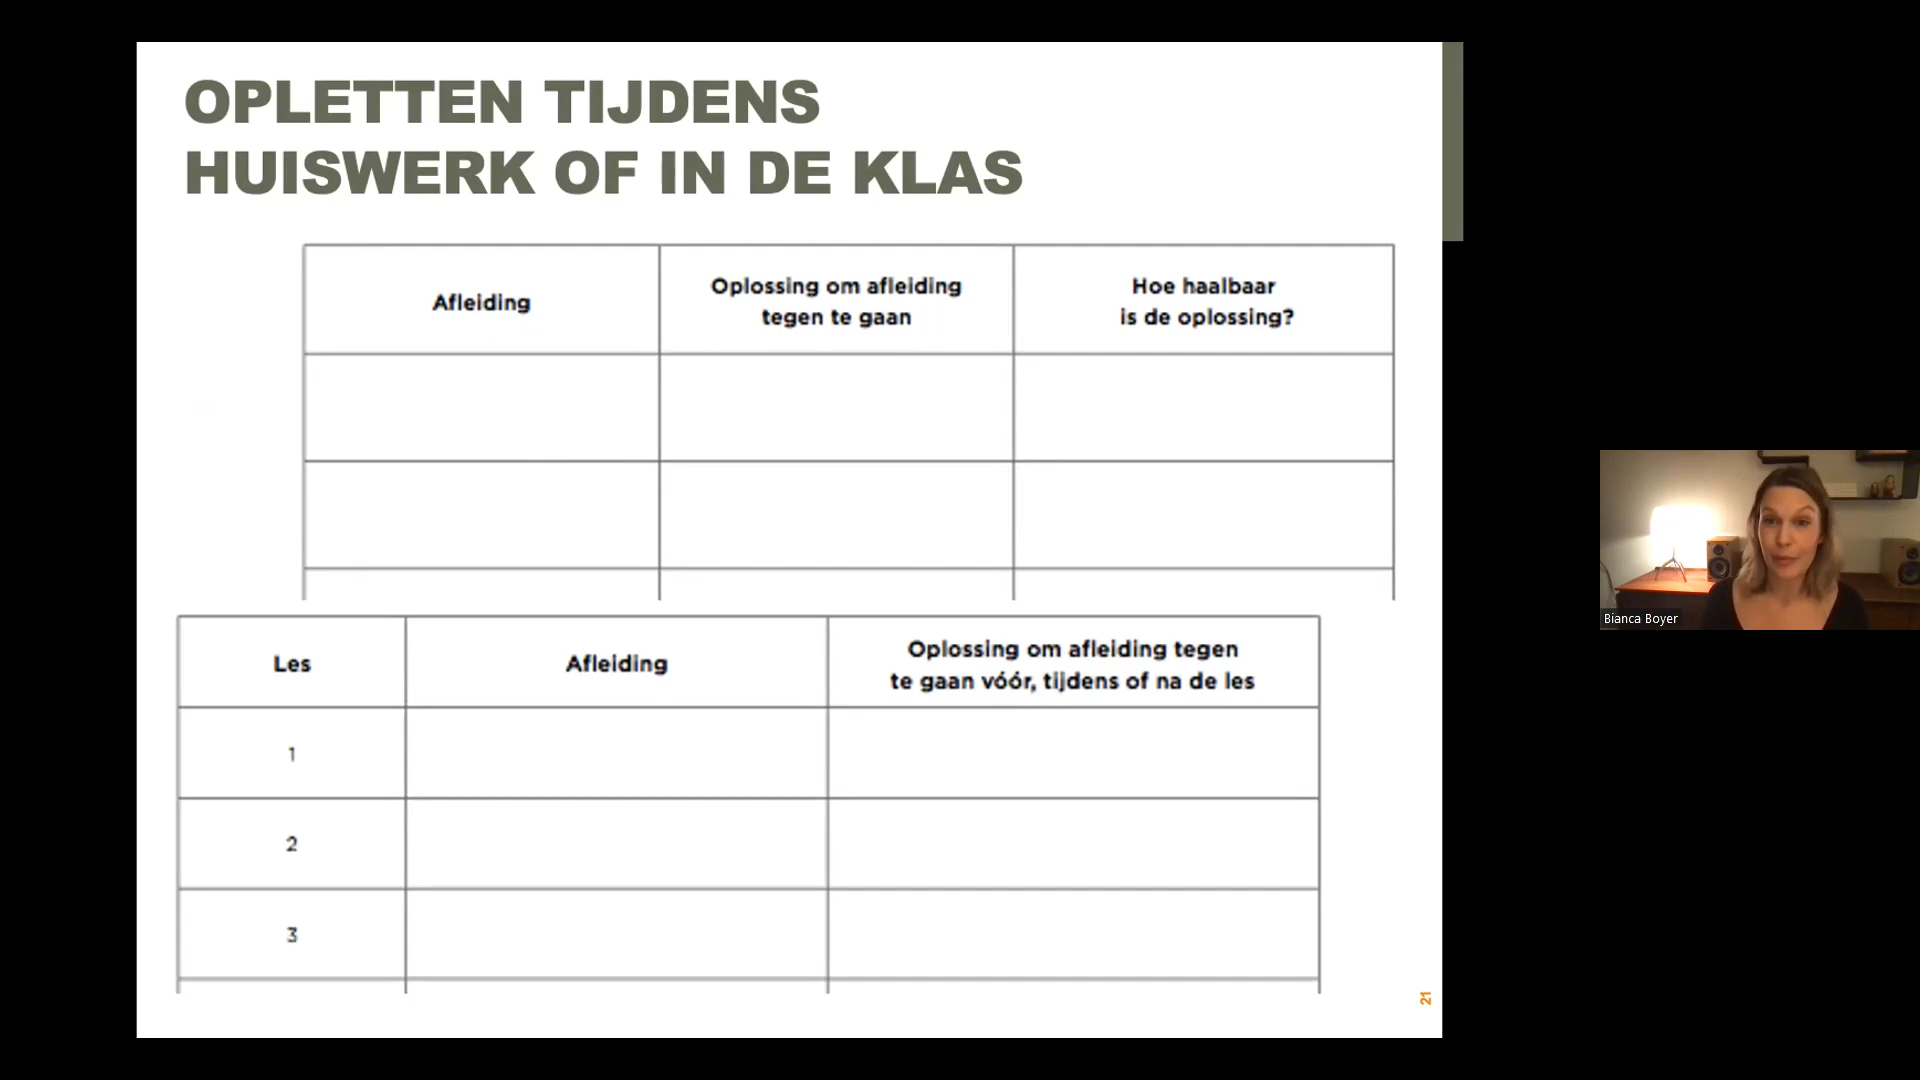 OPLETTEN TIJDENS
HUISWERK OF IN DE KLAS
Afleiding
Oplossing om afleiding
tegen te gaan
Hoe haalbaar
is de oplossing?
Les
Afleiding
Oplossing om afleiding tegen
te gaan vóór, tijdens of na de les
1
2
3
21
Bianca Boyer